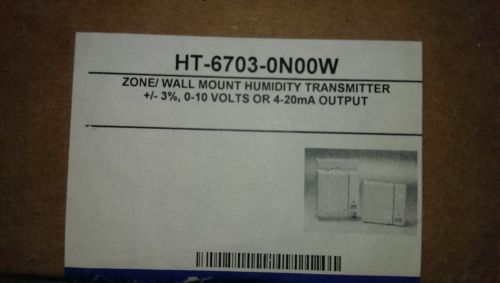 HT-6703-0N00W
ZONE/ WALL MOUNT HUMIDITY TRANSMITTER
+/- 3%, 0-10 VOLTS OR 4-20mA OUTPUT